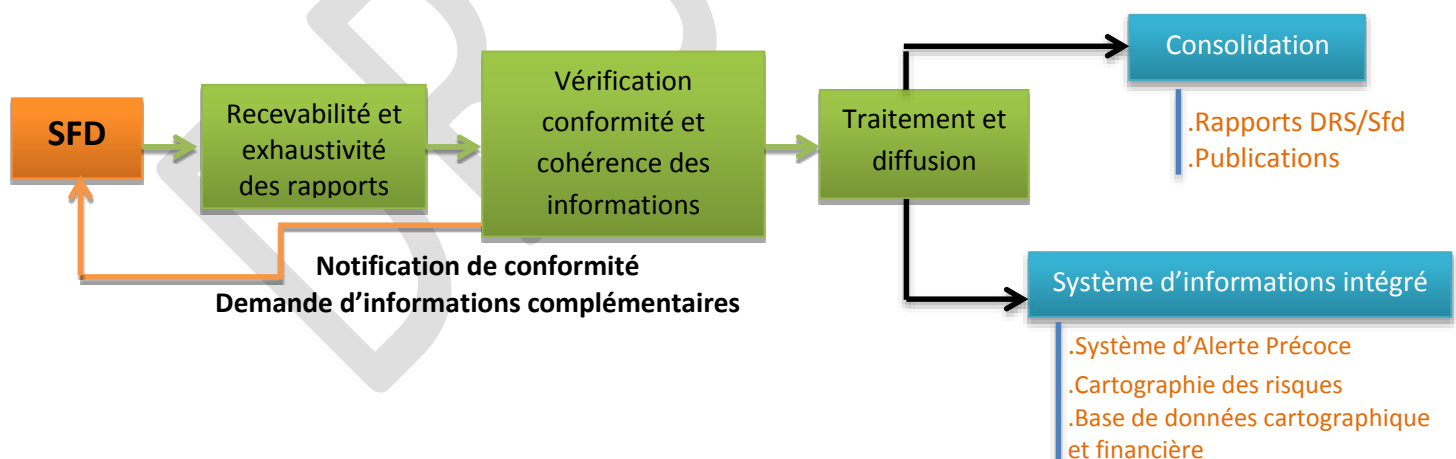 SFD
Recevabilité et
exhaustivité
des rapports
Vérification
conformité et
cohérence des
informations
Notification de conformité
Demande d’informations complémentaires
Traitement et
diffusion
Consolidation
.Rapports DRS/Sfd
.Publications
Système d’informations intégré
.Système d’Alerte Précoce
.Cartographie des risques
.Base de données cartographique
et financière